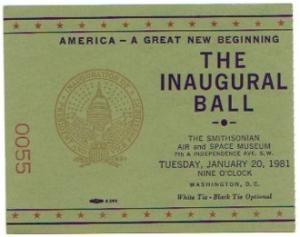 AMERICA – A GREAT NEW BEGINNING
THE
INAUGURAL
BALL
THE SMITHSONIAN
AIR and SPACE MUSEUM
7th & INDEPENDENCE AVE. S.W.
TUESDAY, JANUARY 20, 1981
NINE O'CLOCK
WASHINGTON, D.C.
White Tie - Black Tie Optional
0055